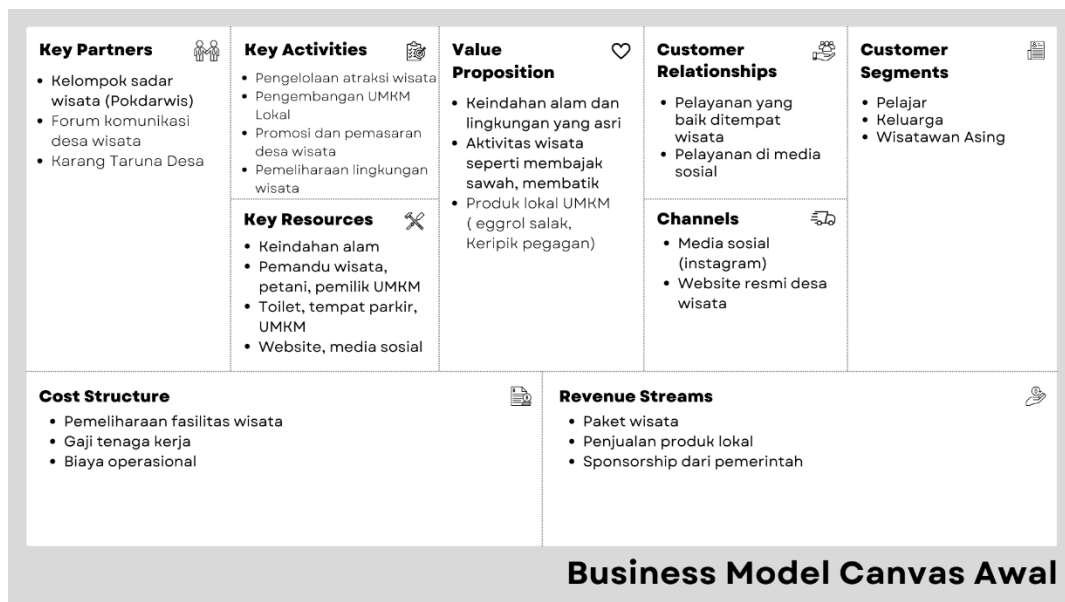 Key Partners
Kelompok sadar
wisata (Pokdarwis)
Forum komunikasi
desa wisata
Karang Taruna Desa
Key Activities
Pengelolaan atraksi wisata
Pengembangan UMKM
Lokal
Promosi dan pemasaran
desa wisata
Pemeliharaan lingkungan
wisata
Key Resources
Keindahan alam
Pemandu wisata,
petani, pemilik UMKM
Toilet, tempat parkir,
UMKM
Website, media sosial
Value
Proposition
Keindahan alam dan
lingkungan yang asri
Aktivitas wisata
seperti membajak
sawah, membatik
Produk lokal UMKM
( eggrol salak,
Keripik pegagan)
Customer
Relationships
Pelayanan yang
baik ditempat
wisata
Pelayanan di media
sosial
Channels
Media sosial
(instagram)
Website resmi desa
wisata
Customer
Segments
Pelajar
Keluarga
Wisatawan Asing
Cost Structure
Pemeliharaan fasilitas wisata
Gaji tenaga kerja
Biaya operasional
Revenue Streams
Paket wisata
Penjualan produk lokal
Sponsorship dari pemerintah
Business Model Canvas Awal